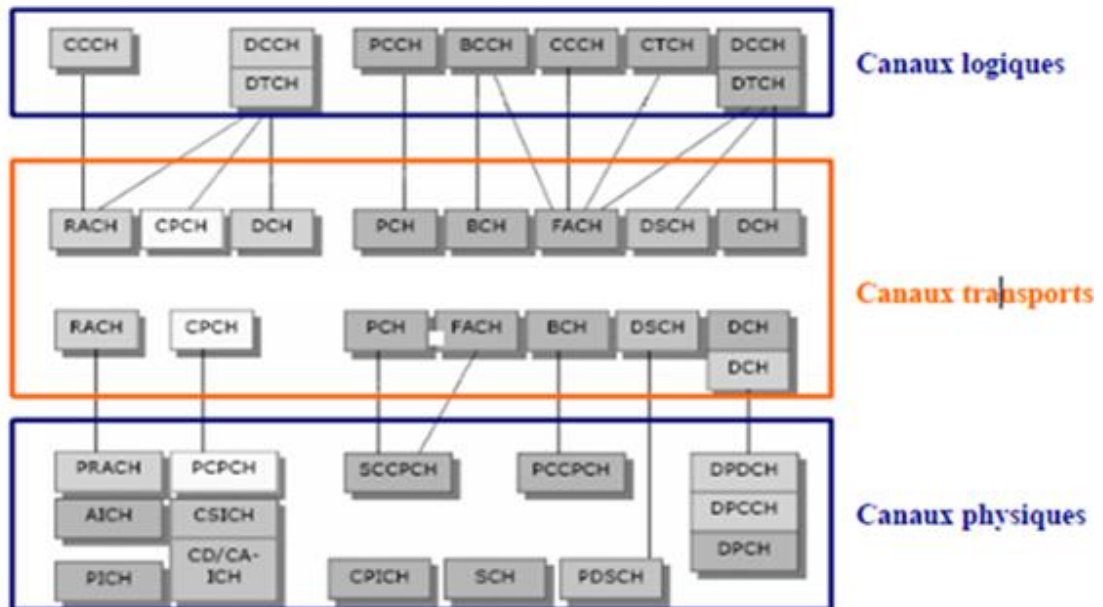 CCCH DCCH PCCH BCCH CCCH CTCH DCCH
DTCH DTCH
Canaux logiques
RACH CPCH DCH PCH BCH FACH DSCH DCH
Canaux transports
RACH CPCH PCH FACH BCH DSCH DCH
DCH
PRACH PCPCH SCCPCH PCCPCH DPDCH
AICH CSICH DPCCH
Canaux physiques
CD/CA-
ICH
DPCH
PICH CPICH SCH PDSCH